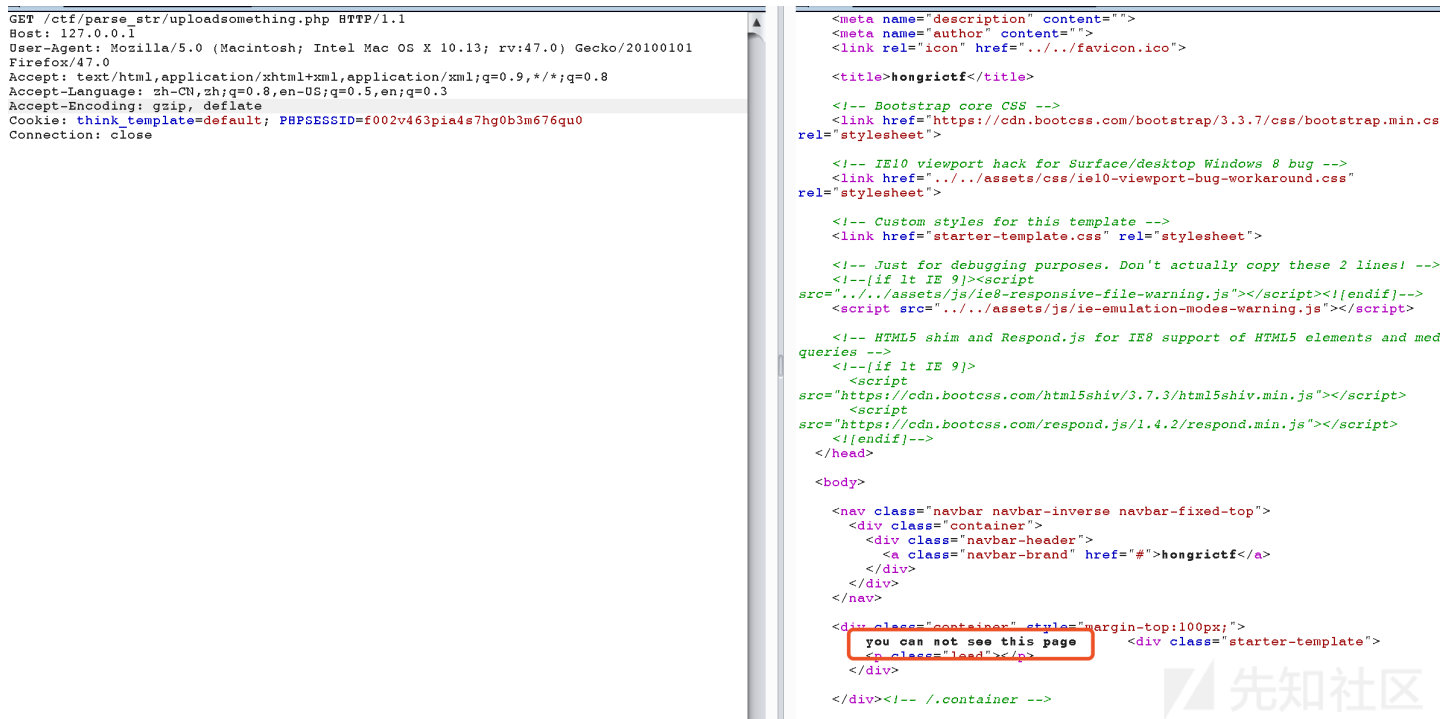 GET /ctf/parse_str/uploadsomething.php HTTP/1.1
Host: 127.0.0.1
User-Agent: Mozilla/5.0 (Macintosh; Intel Mac OS X 10.13; rv:47.0) Gecko/20100101
Firefox/47.0
Accept: text/html,application/xhtml+xml,application/xml;q=0.9,*/*;q=0.8
Accept-Language: zh-CN,zh;q=0.8,en-US;q=0.5,en;q=0.3
Accept-Encoding: gzip, deflate
Cookie: think_template=default; PHPSESSID=f002v463pia4s7hg0b3m676qu0
Connection: close
<meta name="description" content="">
<meta name="author" content="">
<link rel="icon" href="../../favicon.ico">
<title>hongrictf</title>
<!-- Bootstrap core CSS -->
<link href="https://cdn.bootcss.com/bootstrap/3.3.7/css/bootstrap.min.cs
rel="stylesheet">
<!-- IE10 viewport hack for Surface/desktop Windows 8 bug -->
<link href="../../assets/css/ie10-viewport-bug-workaround.css"
rel="stylesheet">
<!-- Custom styles for this template -->
<link href="starter-template.css" rel="stylesheet">
<!-- Just for debugging purposes. Don't actually copy these 2 lines! -->
<!--[if lt IE 9]><script
src="../../assets/js/ie8-responsive-file-warning.js"></script><![endif]-->
<script src="../../assets/js/ie-emulation-modes-warning.js"></script>
<!-- HTML5 shim and Respond.js for IE8 support of HTML5 elements and med
queries -->
<!--[if lt IE 9]>
<script
src="https://cdn.bootcss.com/html5shiv/3.7.3/html5shiv.min.js"></script>
<script
src="https://cdn.bootcss.com/respond.js/1.4.2/respond.min.js"></script>
<![endif]-->
</head>
<body>
<nav class="navbar navbar-inverse navbar-fixed-top">
<div class="container">
<div class="navbar-header">
<a class="navbar-brand" href="#">hongrictf</a>
</div>
</div>
</nav>
<div class="container" style="margin-top:100px;">
you can not see this page <div class="starter-template">
<p class="lead"></p>
</div>
</div><!-- /.container -->
先知社区